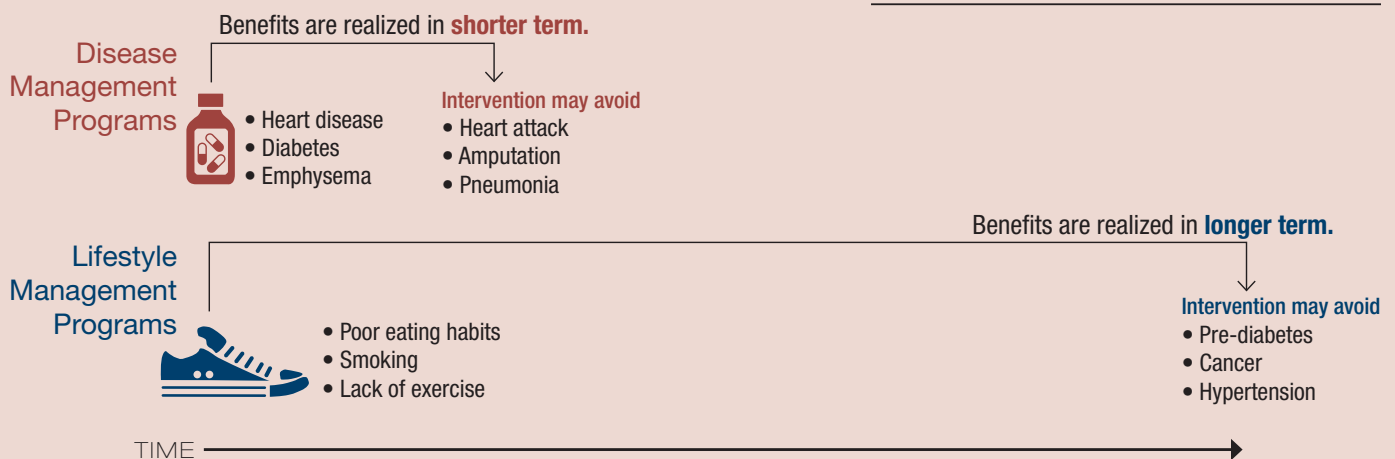 Benefits are realized in shorter term.
Disease
Management
Programs
• Heart disease
• Diabetes
• Emphysema
Intervention may avoid
• Heart attack
• Amputation
• Pneumonia
Benefits are realized in longer term.
Lifestyle
Management
Programs
• Poor eating habits
• Smoking
• Lack of exercise
Intervention may avoid
• Pre-diabetes
• Cancer
• Hypertension
TIME